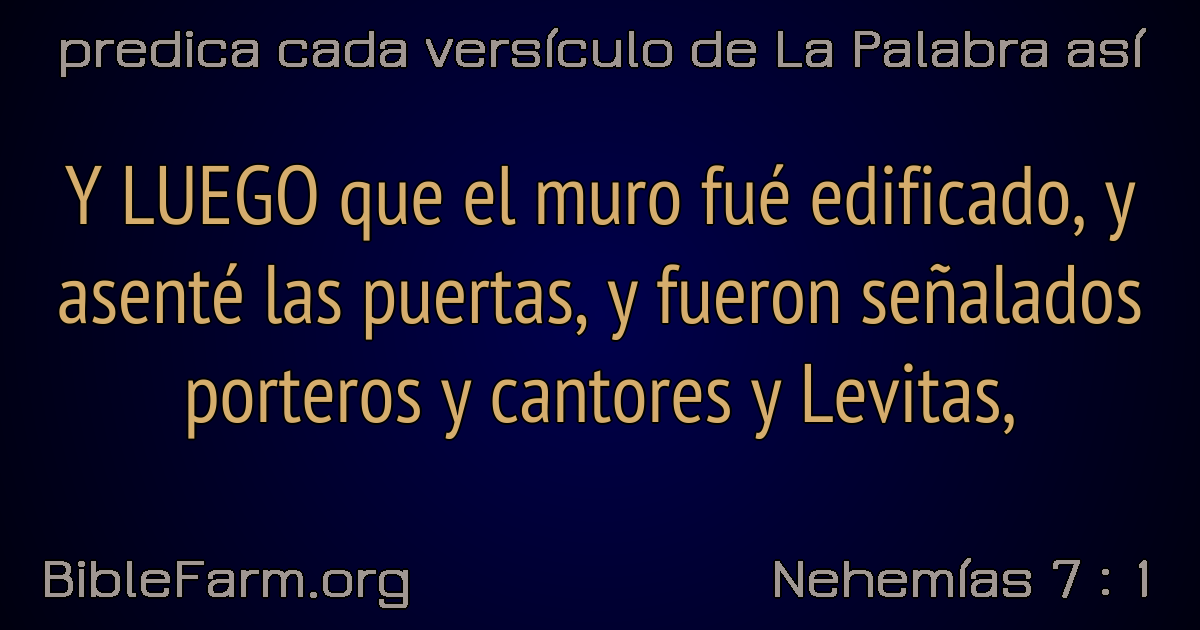 predica cada versículo de La Palabra así
Y LUEGO que el muro fué edificado, y
asenté las puertas, y fueron señalados
porteros y cantores y Levitas,
BibleFarm.org
Nehemías 7 : 1